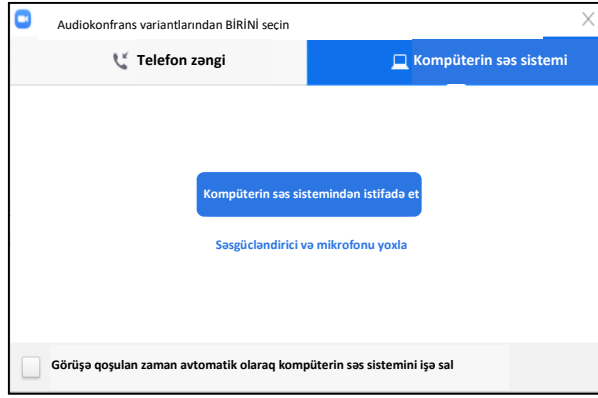 Audiokonfrans variantlarından BİRİNİ seçin
Telefon zəngi
Kompüterin səs sistemi
Kompüterin səs sistemindən istifadə et
Səsgücləndirici və mikrofonu yoxla
Görüşə qoşulan zaman avtomatik olaraq kompüterin səs sistemini işə sal